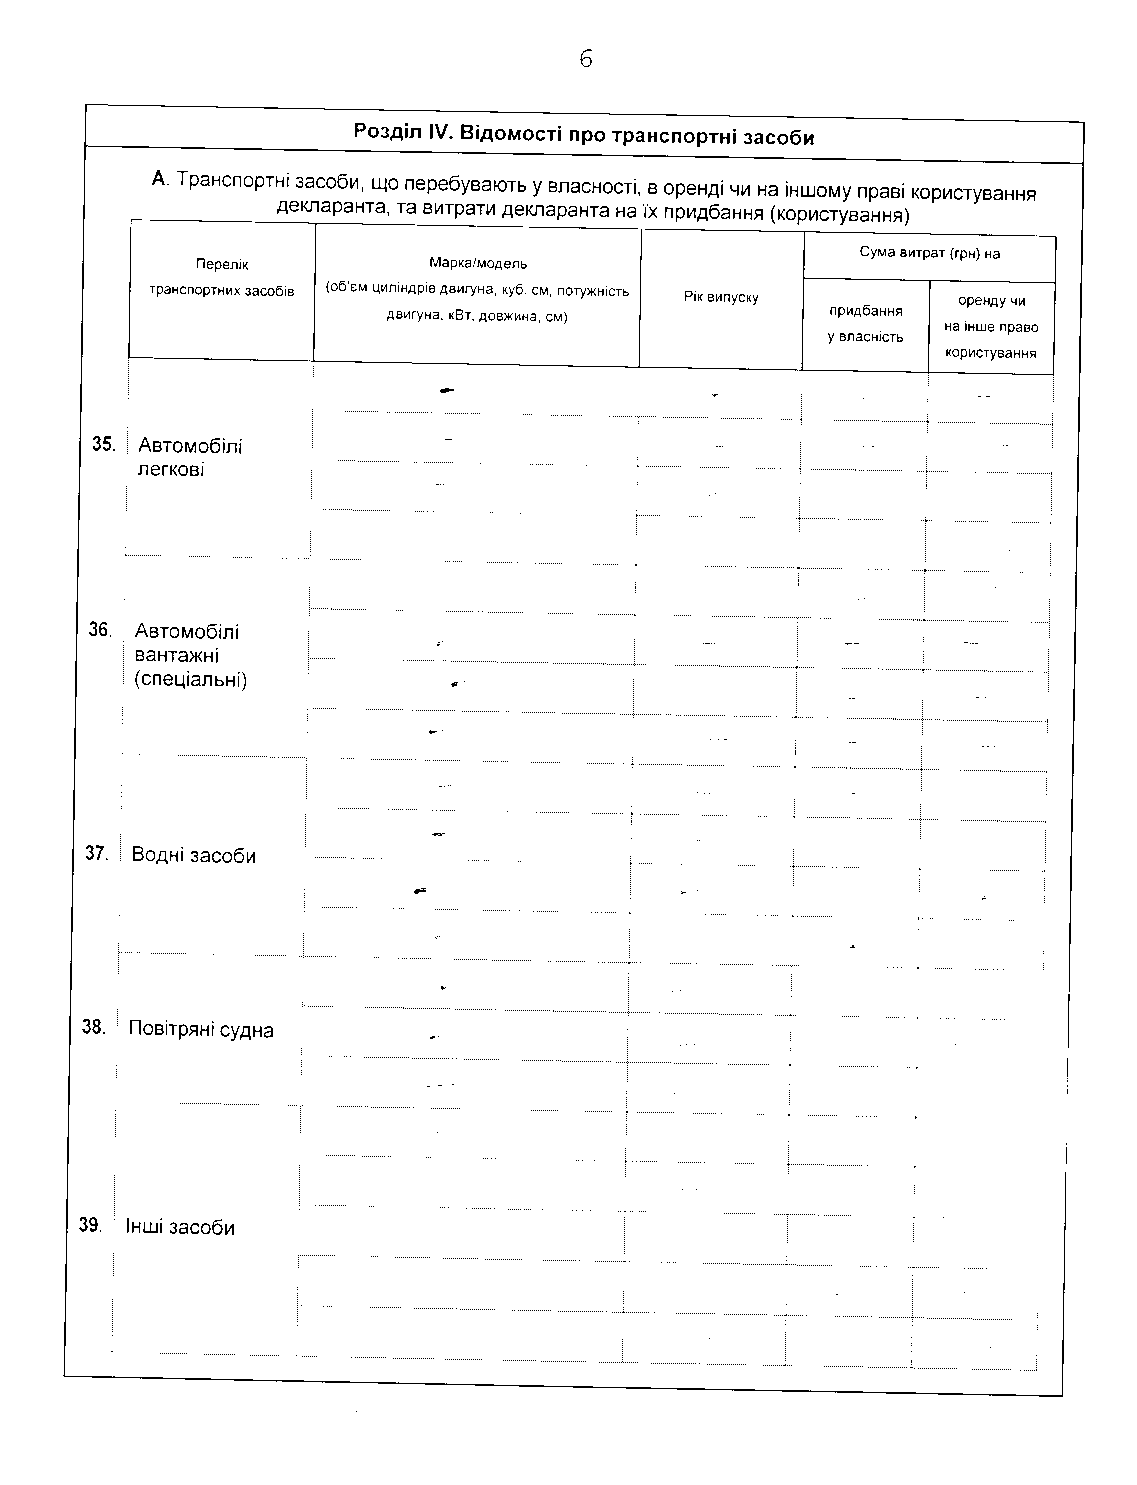 6
Розділ IV. Відомості про транспортні засоби
А. Транспортні засоби, що перебувають у власності, в оренді чи на іншому праві користування
декларанта, та витрати декларанта на їх придбання (користування)
Перелік
транспортних засобів
Марка/модель
(об'єм циліндрів двигуна, куб. см, потужність
двигуна, кВт, довжина, см)
Рік випуску
Сума витрат (грн) на
придбання
у власність
оренду чи
на інше право
користування
35. Автомобілі
легкові
36. Автомобілі
вантажні
(спеціальні)
37. Водні засоби
38. Повітряні судна
39. Інші засоби